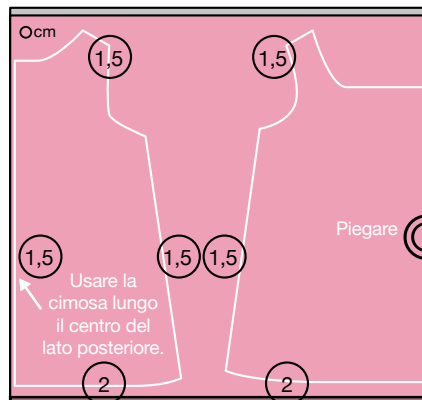 cm
1,5
1,5
Piegare
1,5
1,5
1,5
Usare la
cimosa lungo
il centro del
lato posteriore.
2
2